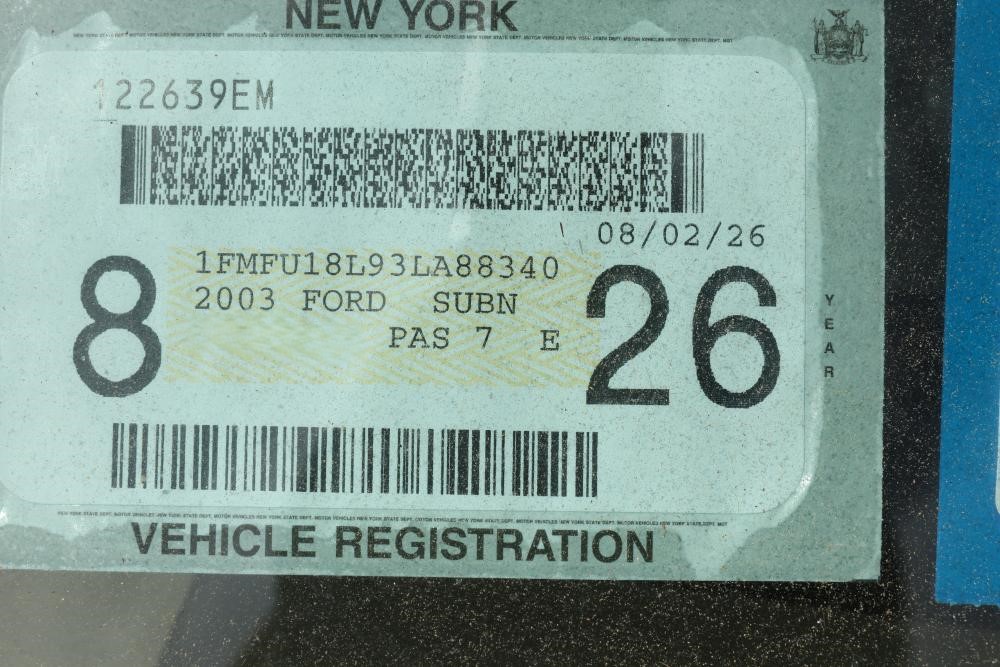 NEW YORK
122639EM
08/02/26
1FMFU18L93LA88340
2003 FORD SUBN
PAS 7 E
8 26
YEAR
VEHICLE REGISTRATION